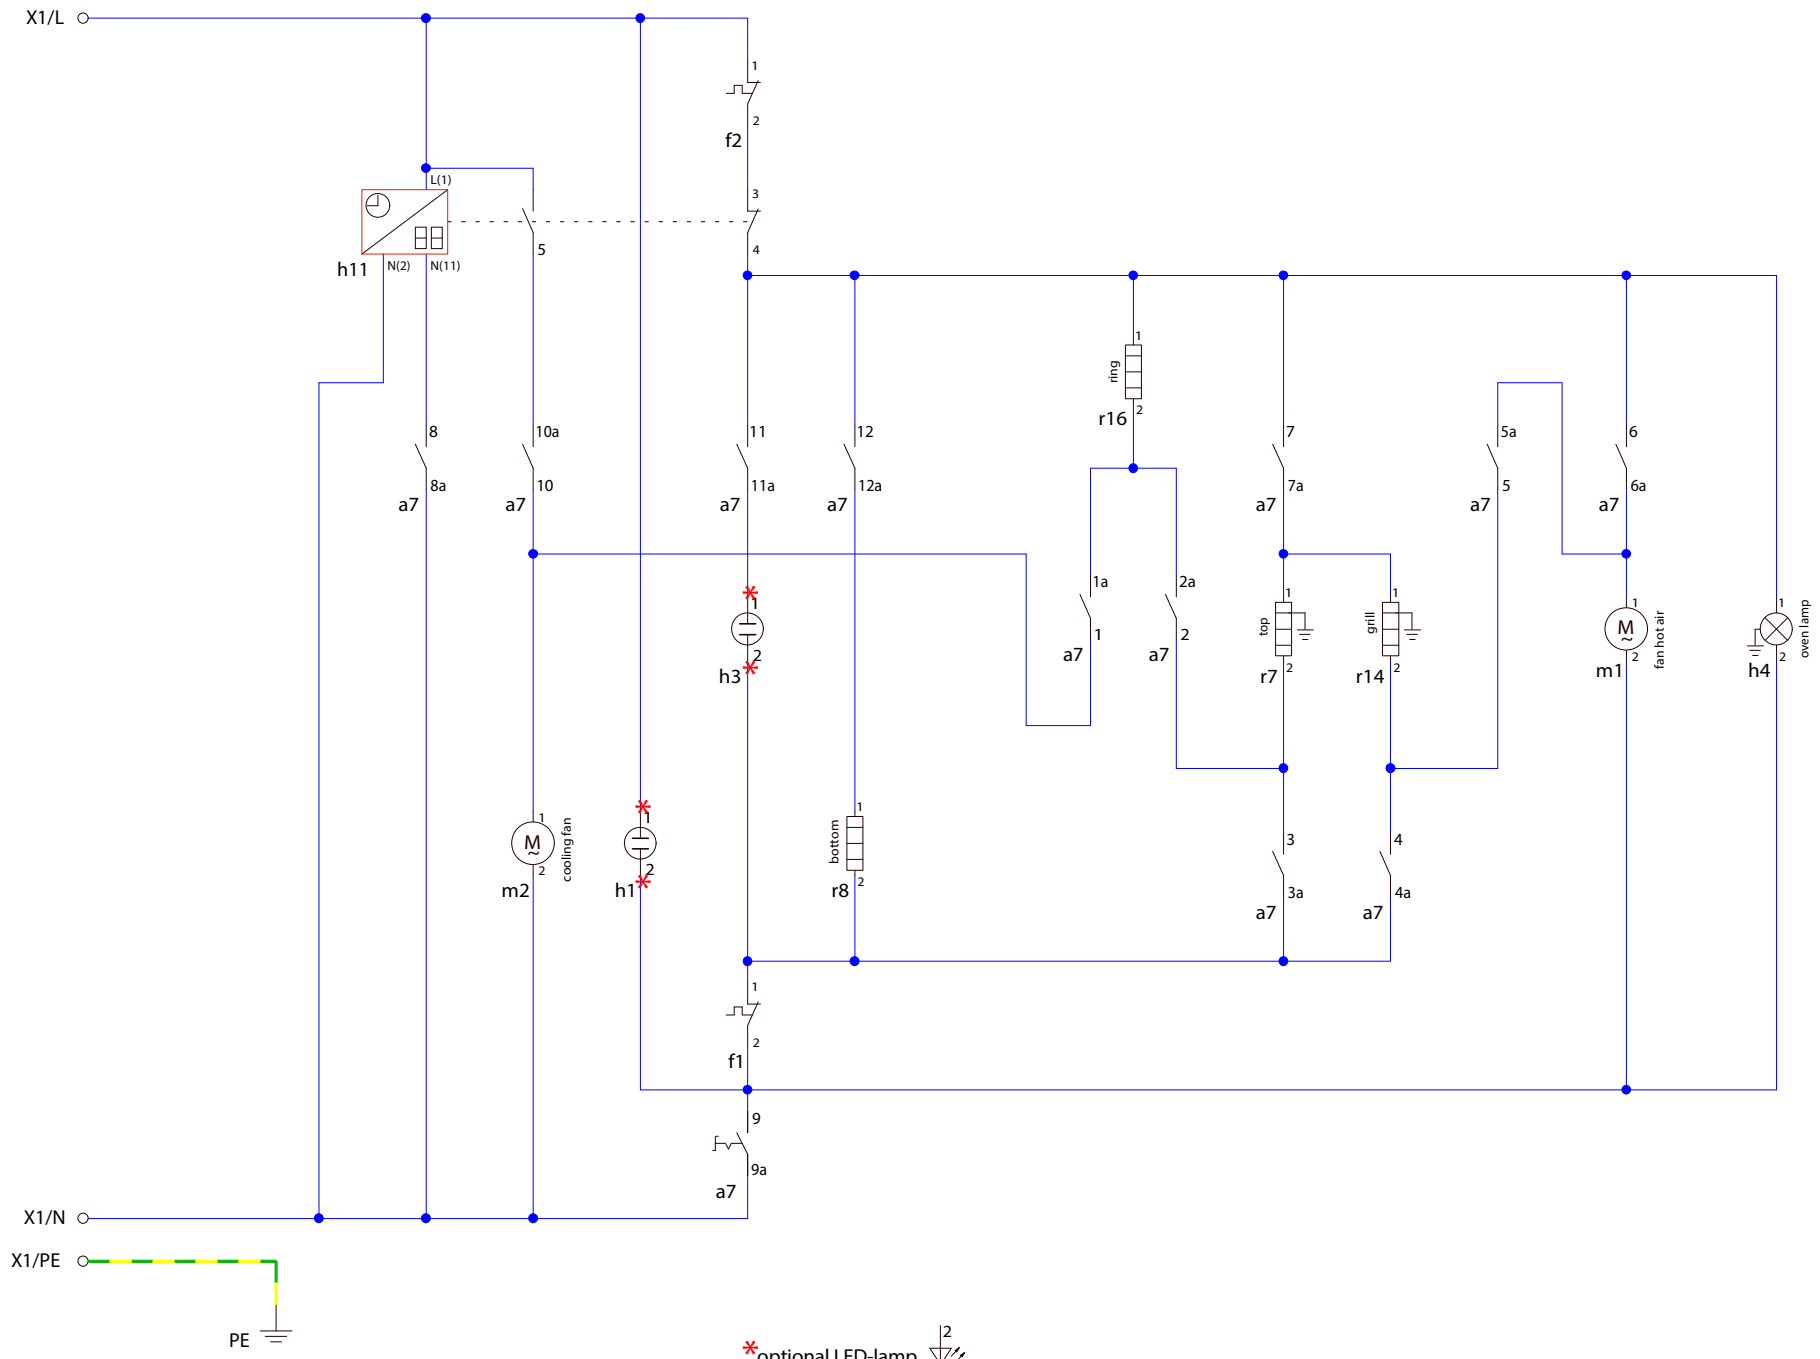 X1/L
1
2
f2
L(1)
3
5
4
h11
N(2)
N(11)
1
ring
2
r16
8
10a
11
12
7
5a
6
8a
10
11a
12a
7a
5
6a
a7
a7
a7
a7
a7
a7
a7
1a
2a
1
1
1
1
1
1
2
top
grill
M
~
fan hot air
oven lamp
2
2
2
2
2
a7
a7
h3
r7
r14
m1
h4
1
1
1
M
~
cooling fan
bottom
3
4
2
2
2
m2
h1
r8
3a
4a
a7
a7
1
2
f1
9
9a
a7
X1/N
X1/PE
PE
2
*optional LED-lamp